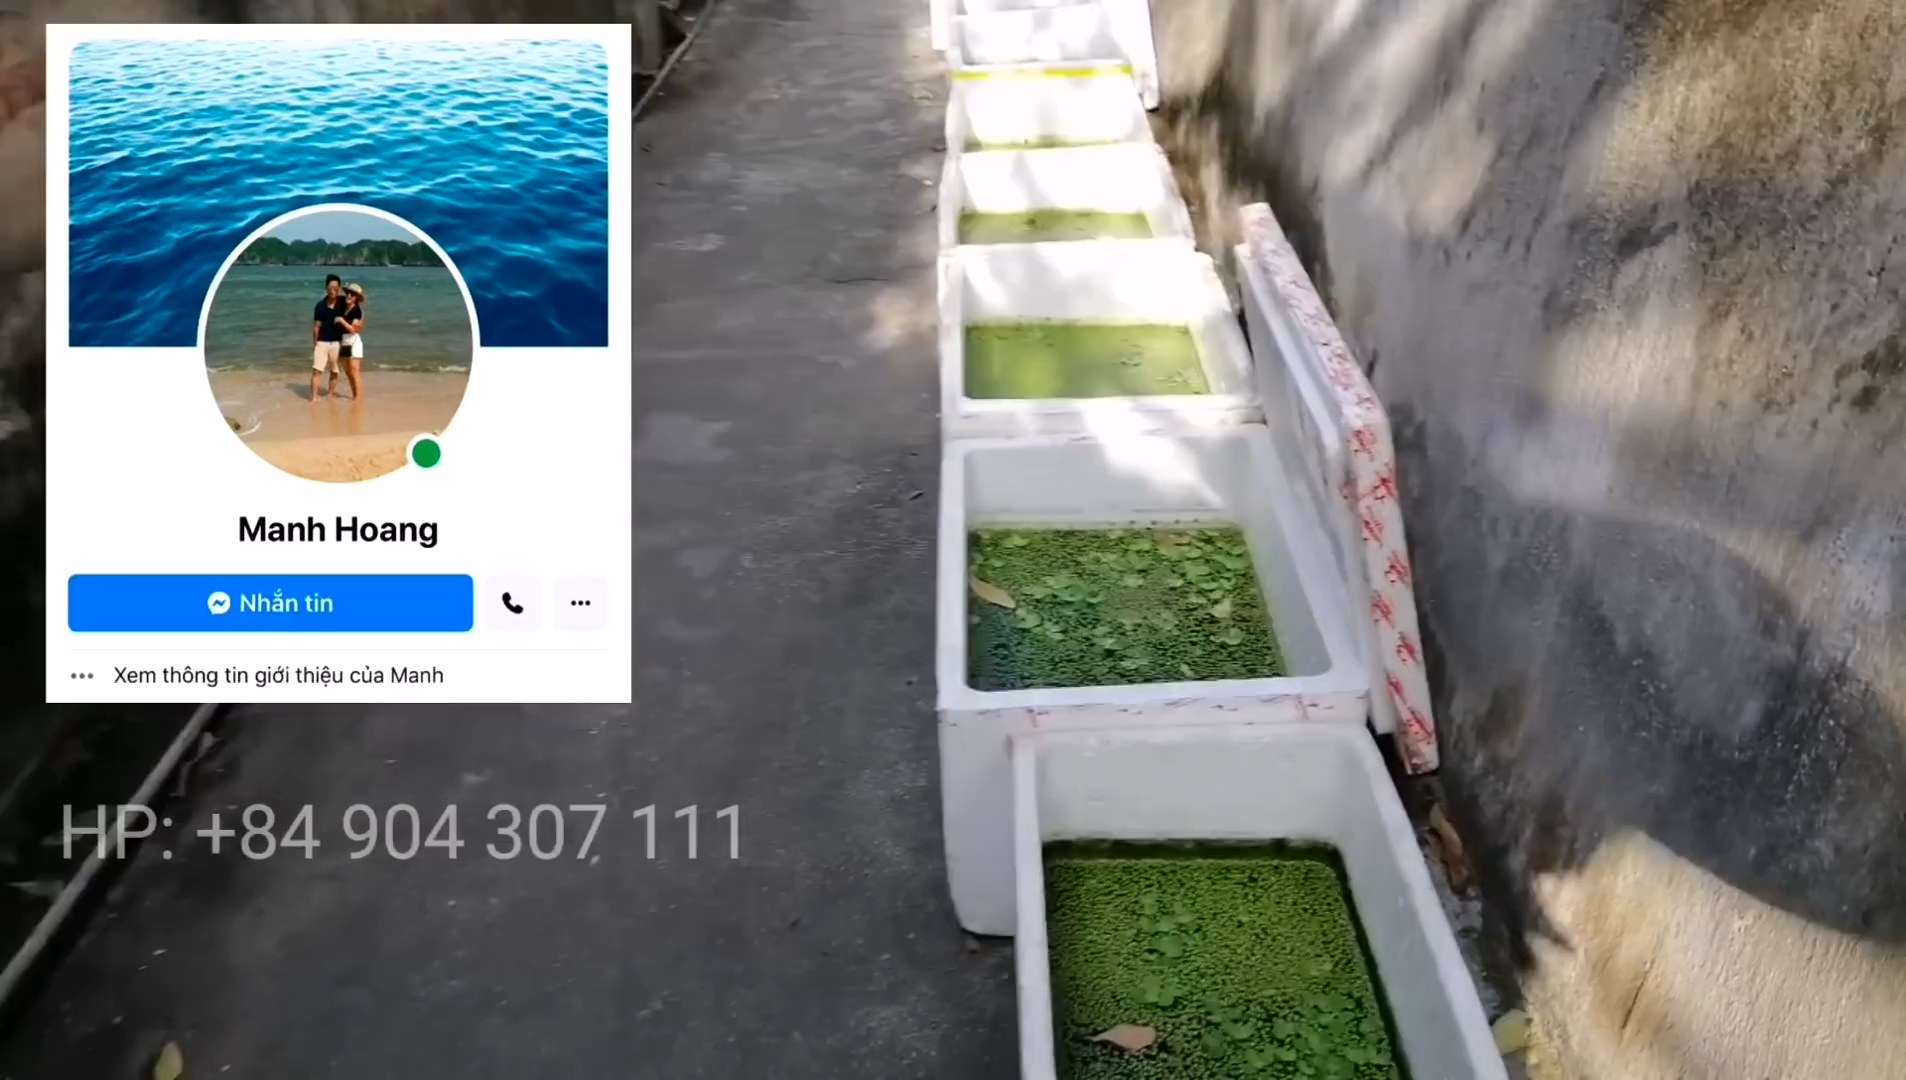 Manh Hoang
Nhắn tin
Xem thông tin giới thiệu của Manh
HP: +84 904 307 111